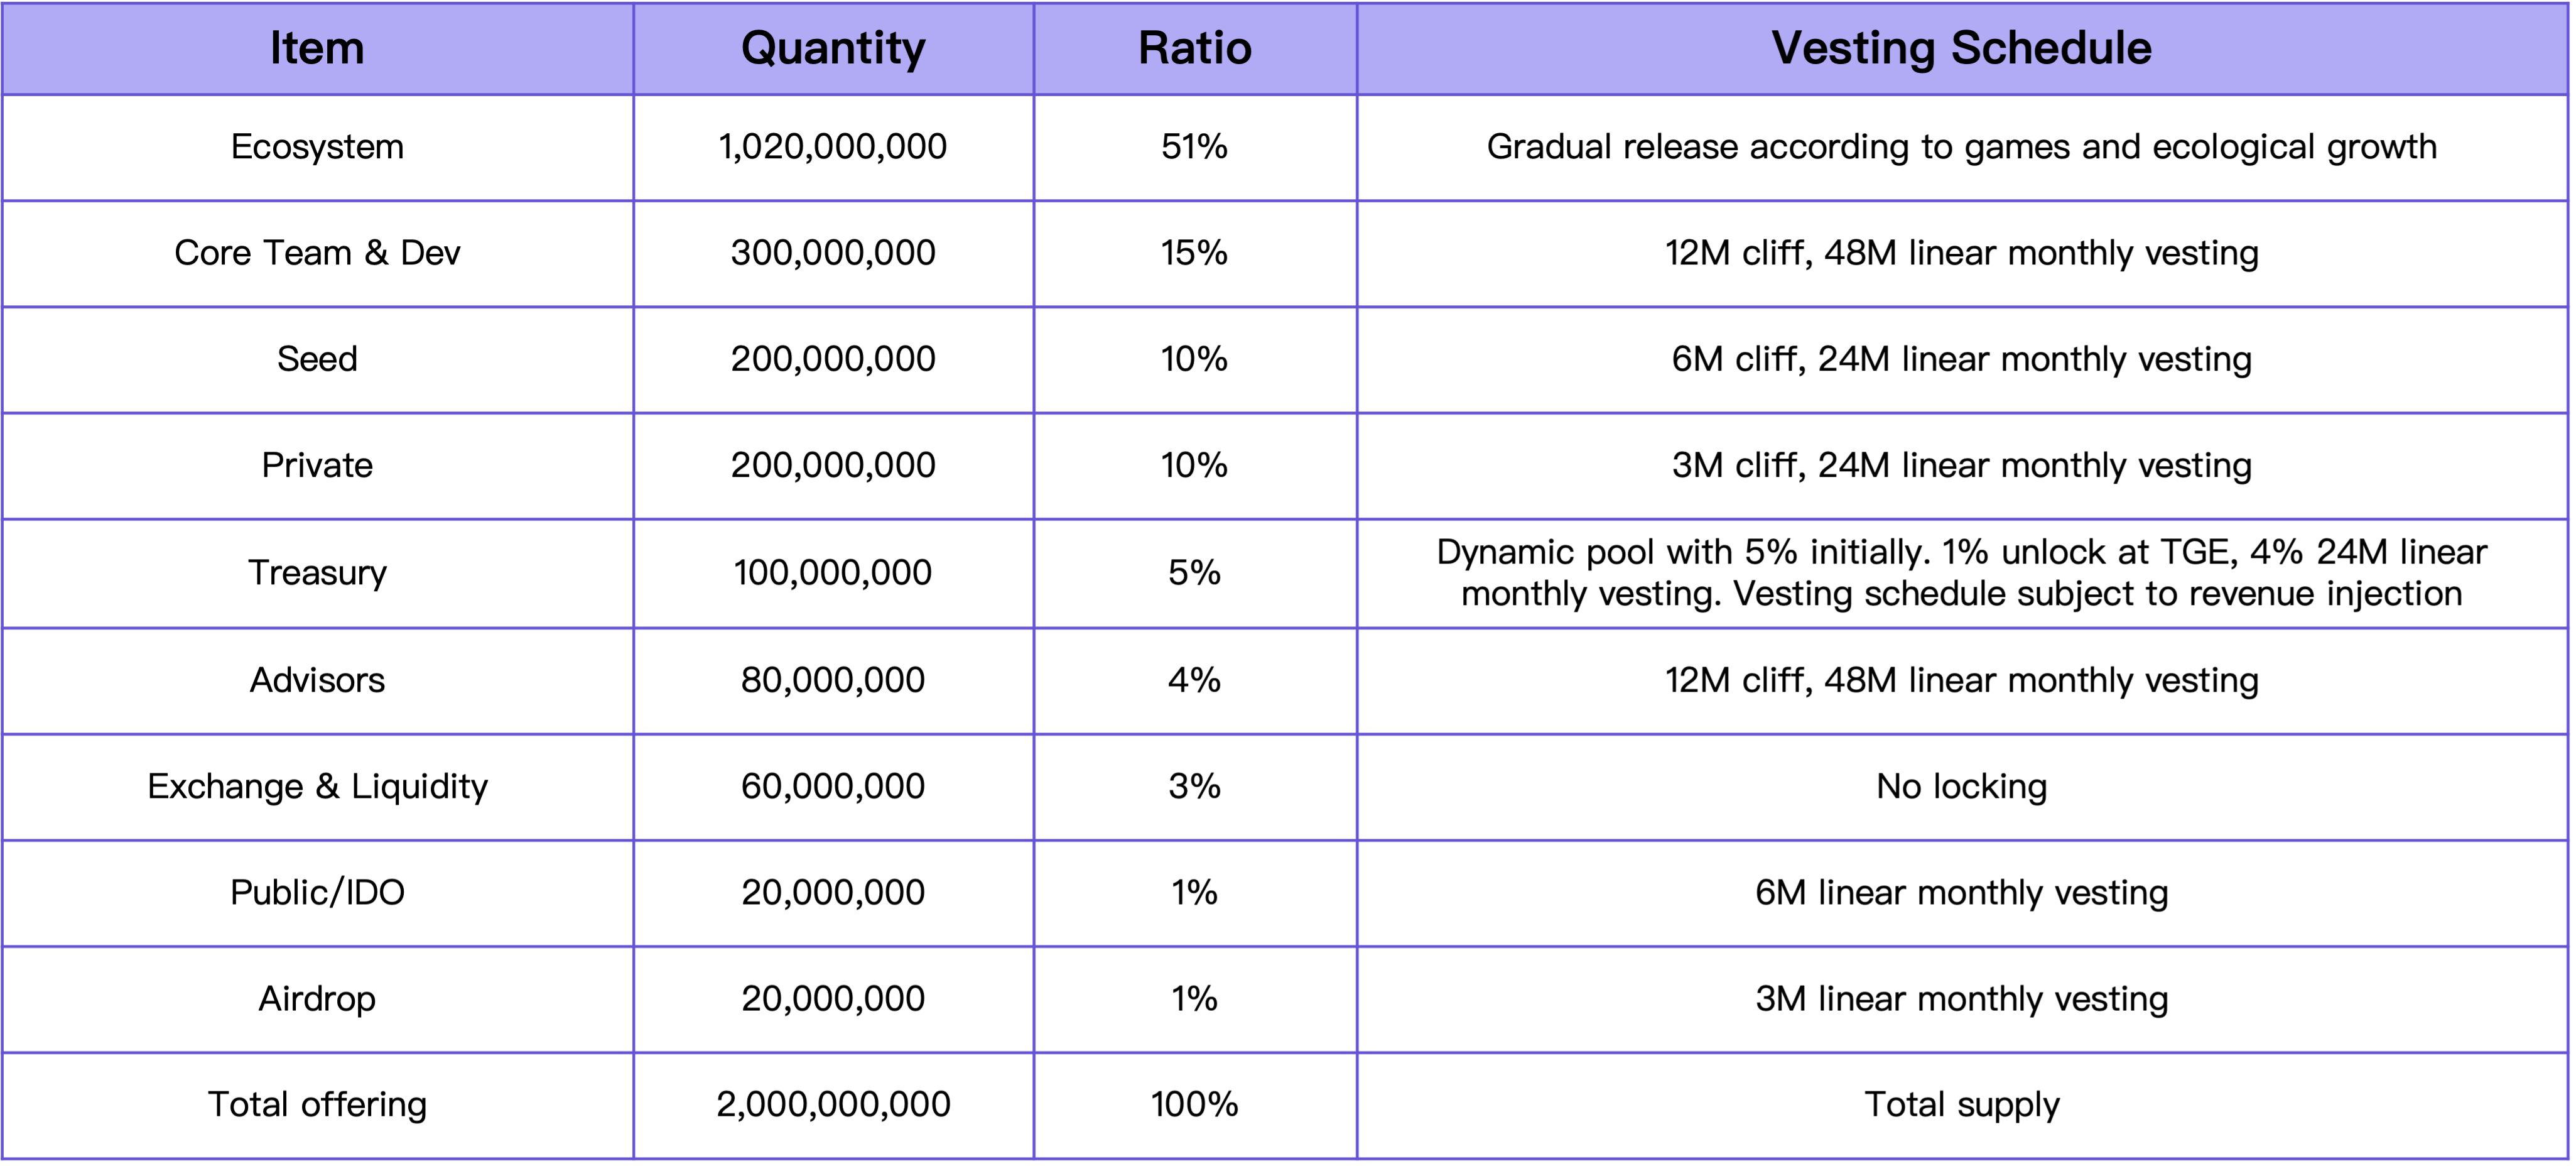 Item Quantity Ratio Vesting Schedule
Ecosystem 1,020,000,000 51% Gradual release according to games and ecological growth
Core Team & Dev 300,000,000 15% 12M cliff, 48M linear monthly vesting
Seed 200,000,000 10% 6M cliff, 24M linear monthly vesting
Private 200,000,000 10% 3M cliff, 24M linear monthly vesting
Treasury 100,000,000 5% Dynamic pool with 5% initially. 1% unlock at TGE, 4% 24M linear
monthly vesting. Vesting schedule subject to revenue injection
Advisors 80,000,000 4% 12M cliff, 48M linear monthly vesting
Exchange & Liquidity 60,000,000 3% No locking
Public/IDO 20,000,000 1% 6M linear monthly vesting
Airdrop 20,000,000 1% 3M linear monthly vesting
Total offering 2,000,000,000 100% Total supply